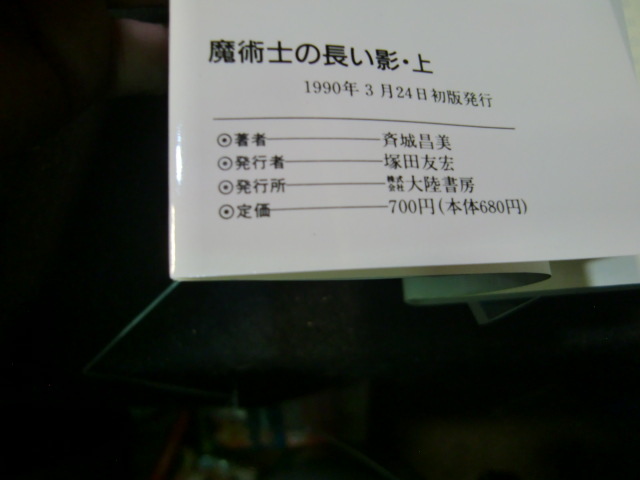 魔術士の長い影・上
1990年3月24日初版発行
◉著者――――――斉城昌美
◉発行者―――――塚田友宏
◉発行所―――――株式会社大陸書房
◉定価――――――700円(本体680円)